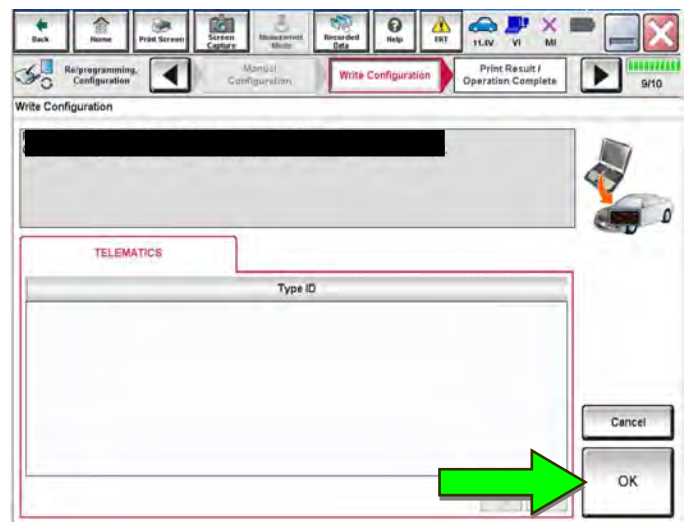 Back
Home
Print Screen
Screen
Capture
Measurement
Mode
Recorded
Data
Help
ERT
11.4V
VI
MI
Re/programming,
Configuration
Manual
Configuration
Write Configuration
Print Result /
Operation Complete
9/10
Write Configuration
TELEMATICS
Type ID
Cancel
OK